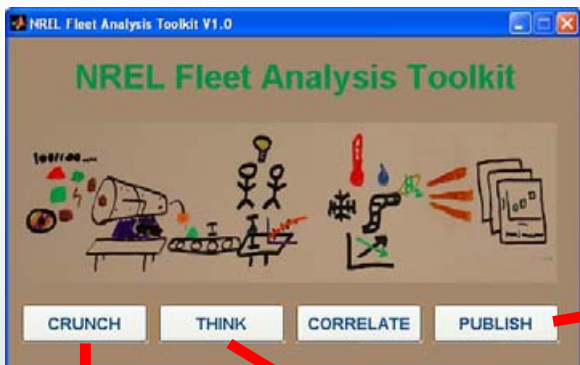 NREL Fleet Analysis Toolkit V1.0
NREL Fleet Analysis Toolkit
CRUNCH THINK CORRELATE PUBLISH